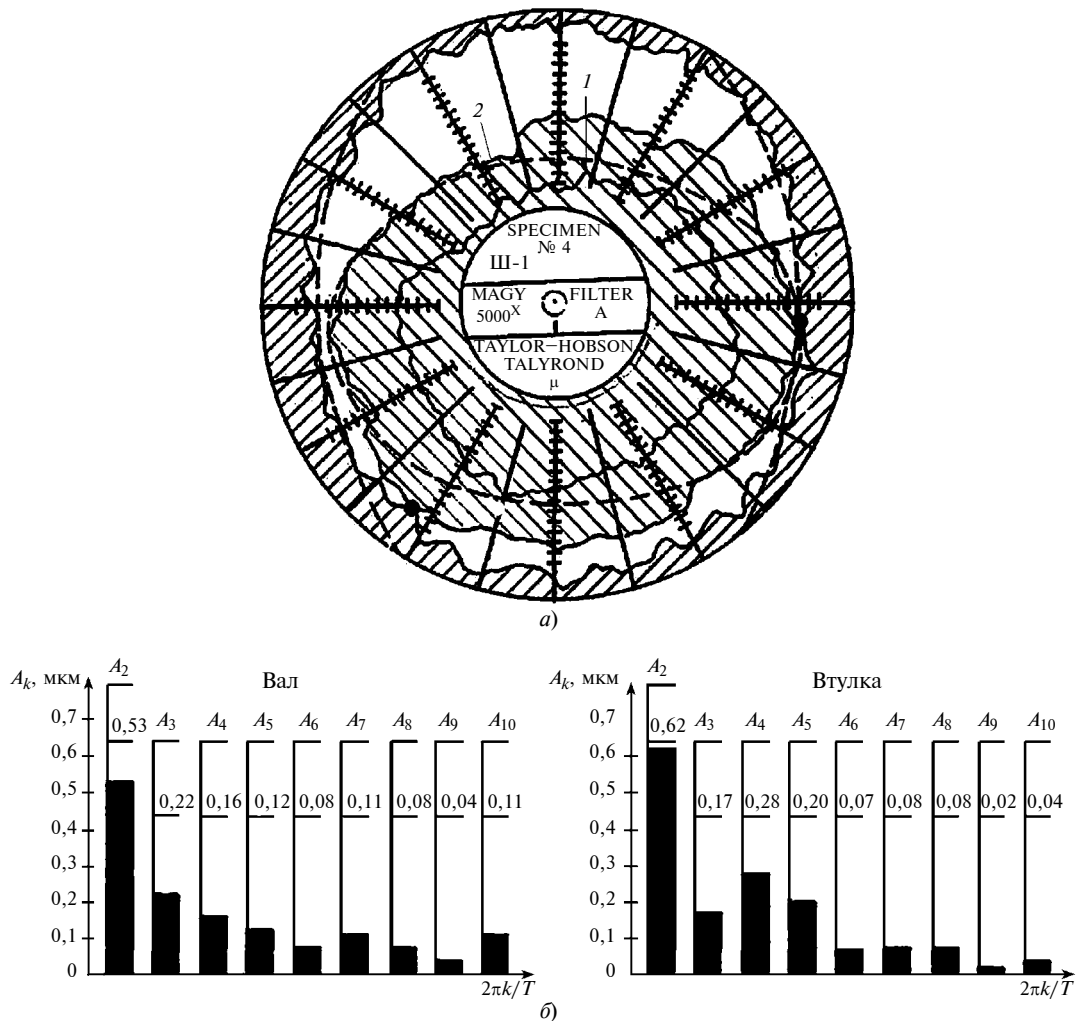 1
2
SPECIMEN
№ 4
Ш-1
MAGY FILTER
5000X A
TAYLOR–HOBSON
TALYROND
μ
а)
Aₖ, мкм
Вал
A₂ A₃ A₄ A₅ A₆ A₇ A₈ A₉ A₁₀
0,53 0,22 0,16 0,12 0,08 0,11 0,08 0,04 0,11
0,7
0,6
0,5
0,4
0,3
0,2
0,1
0
2πk/T
Aₖ, мкм
Втулка
A₂ A₃ A₄ A₅ A₆ A₇ A₈ A₉ A₁₀
0,62 0,17 0,28 0,20 0,07 0,08 0,08 0,02 0,04
0,7
0,6
0,5
0,4
0,3
0,2
0,1
0
2πk/T
б)